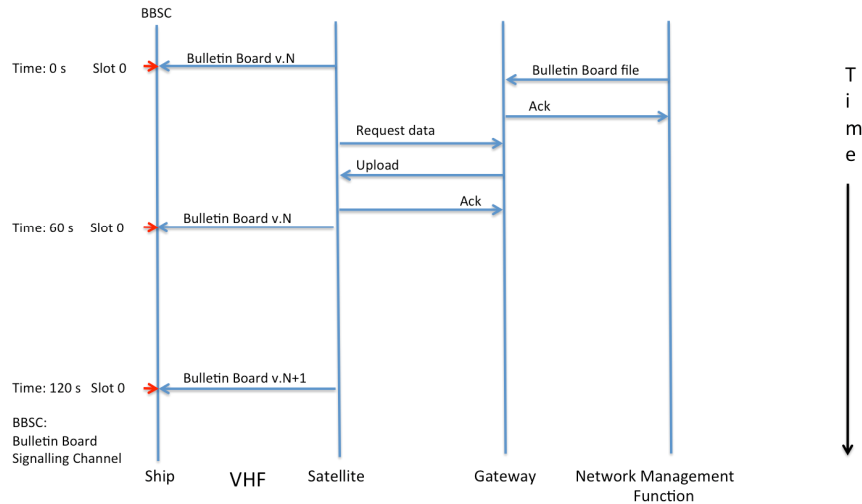 BBSC
Time: 0 s Slot 0
Bulletin Board v.N
Bulletin Board file
Ack
Request data
Upload
Ack
Time: 60 s Slot 0
Bulletin Board v.N
Time: 120 s Slot 0
Bulletin Board v.N+1
BBSC:
Bulletin Board
Signalling Channel
Ship
VHF
Satellite
Gateway
Network Management
Function
T
i
m
e